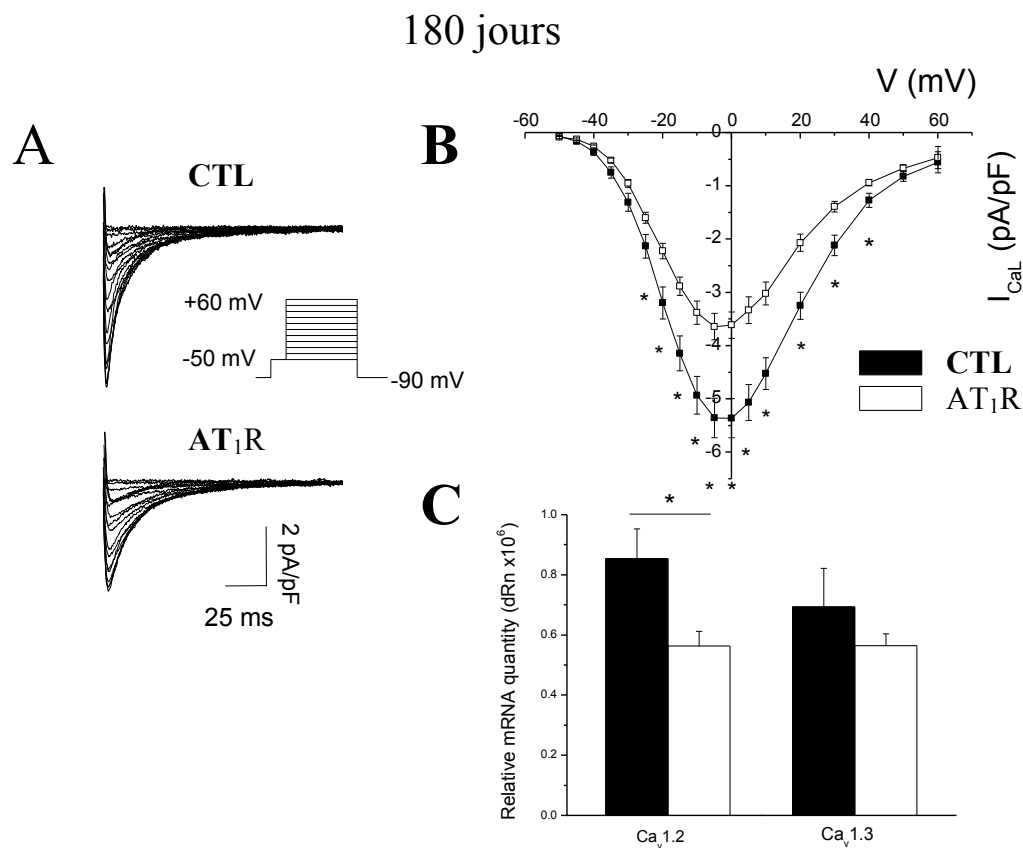 180 jours
A
CTL
+60 mV
-50 mV
-90 mV
AT₁R
2 pA/pF
25 ms
B
V (mV)
-60 -40 -20 0 20 40 60
0
-1
-2
-3
-4
-5
-6
I_CaL (pA/pF)
* * * * * * * * * * *
CTL
AT₁R
C
*
Relative mRNA quantity (dRn x10⁶)
1.0
0.8
0.6
0.4
0.2
0.0
Caᵥ1.2 Caᵥ1.3